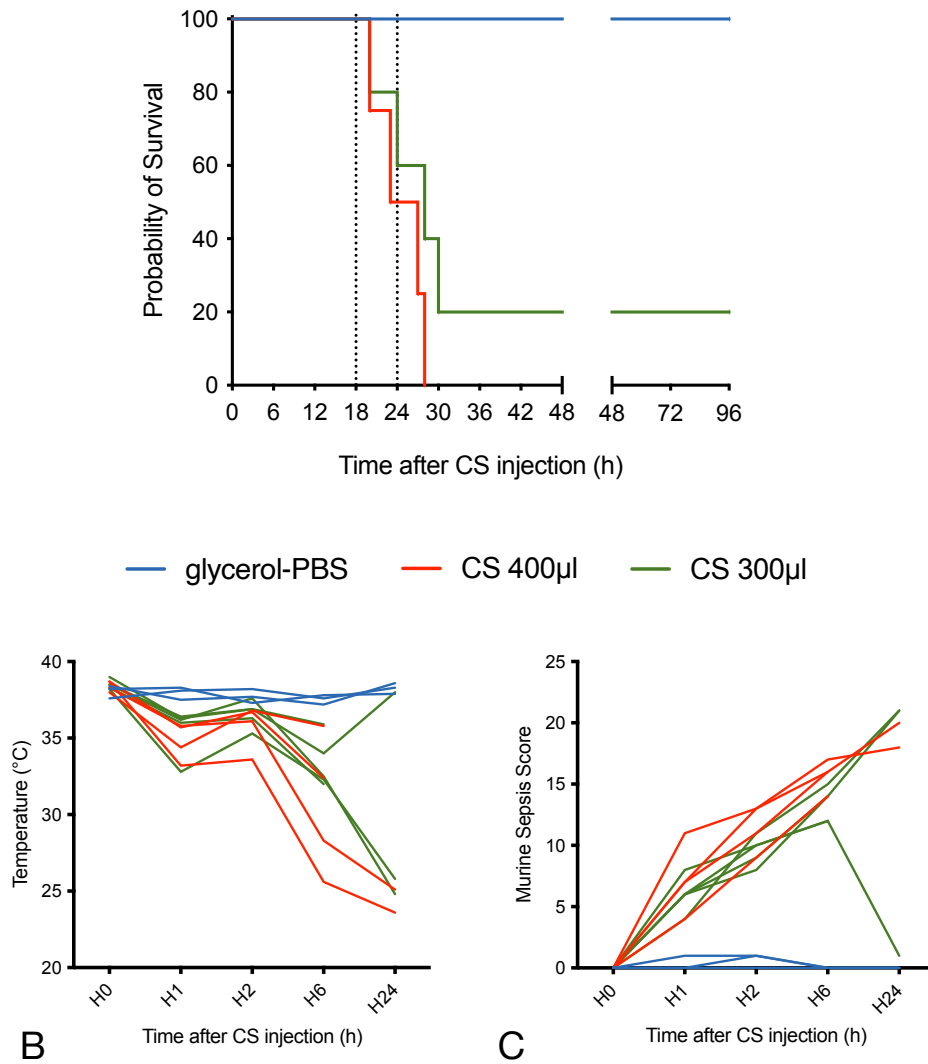 100
80
60
40
20
0
Probability of Survival
0 6 12 18 24 30 36 42 48 48 72 96
Time after CS injection (h)
glycerol-PBS CS 400µl CS 300µl
40
35
30
25
20
Temperature (°C)
H0 H1 H2 H6 H24
Time after CS injection (h)
B
25
20
15
10
5
0
Murine Sepsis Score
H0 H1 H2 H6 H24
Time after CS injection (h)
C